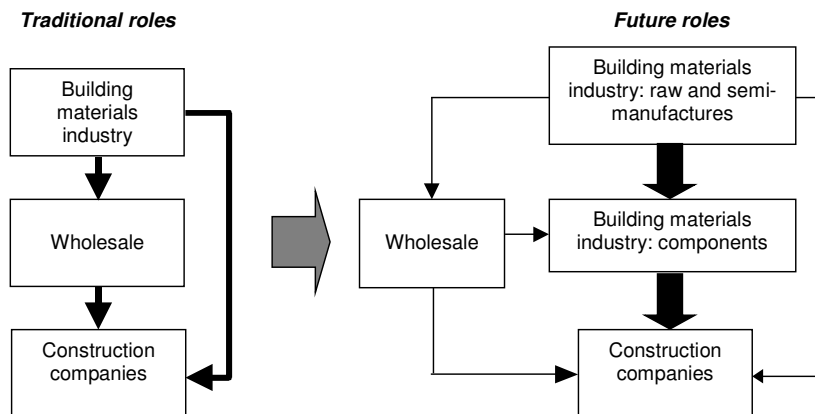 Traditional roles
Building
materials
industry
Wholesale
Construction
companies
Future roles
Building materials
industry: raw and semi-
manufactures
Wholesale
Building materials
industry: components
Construction
companies